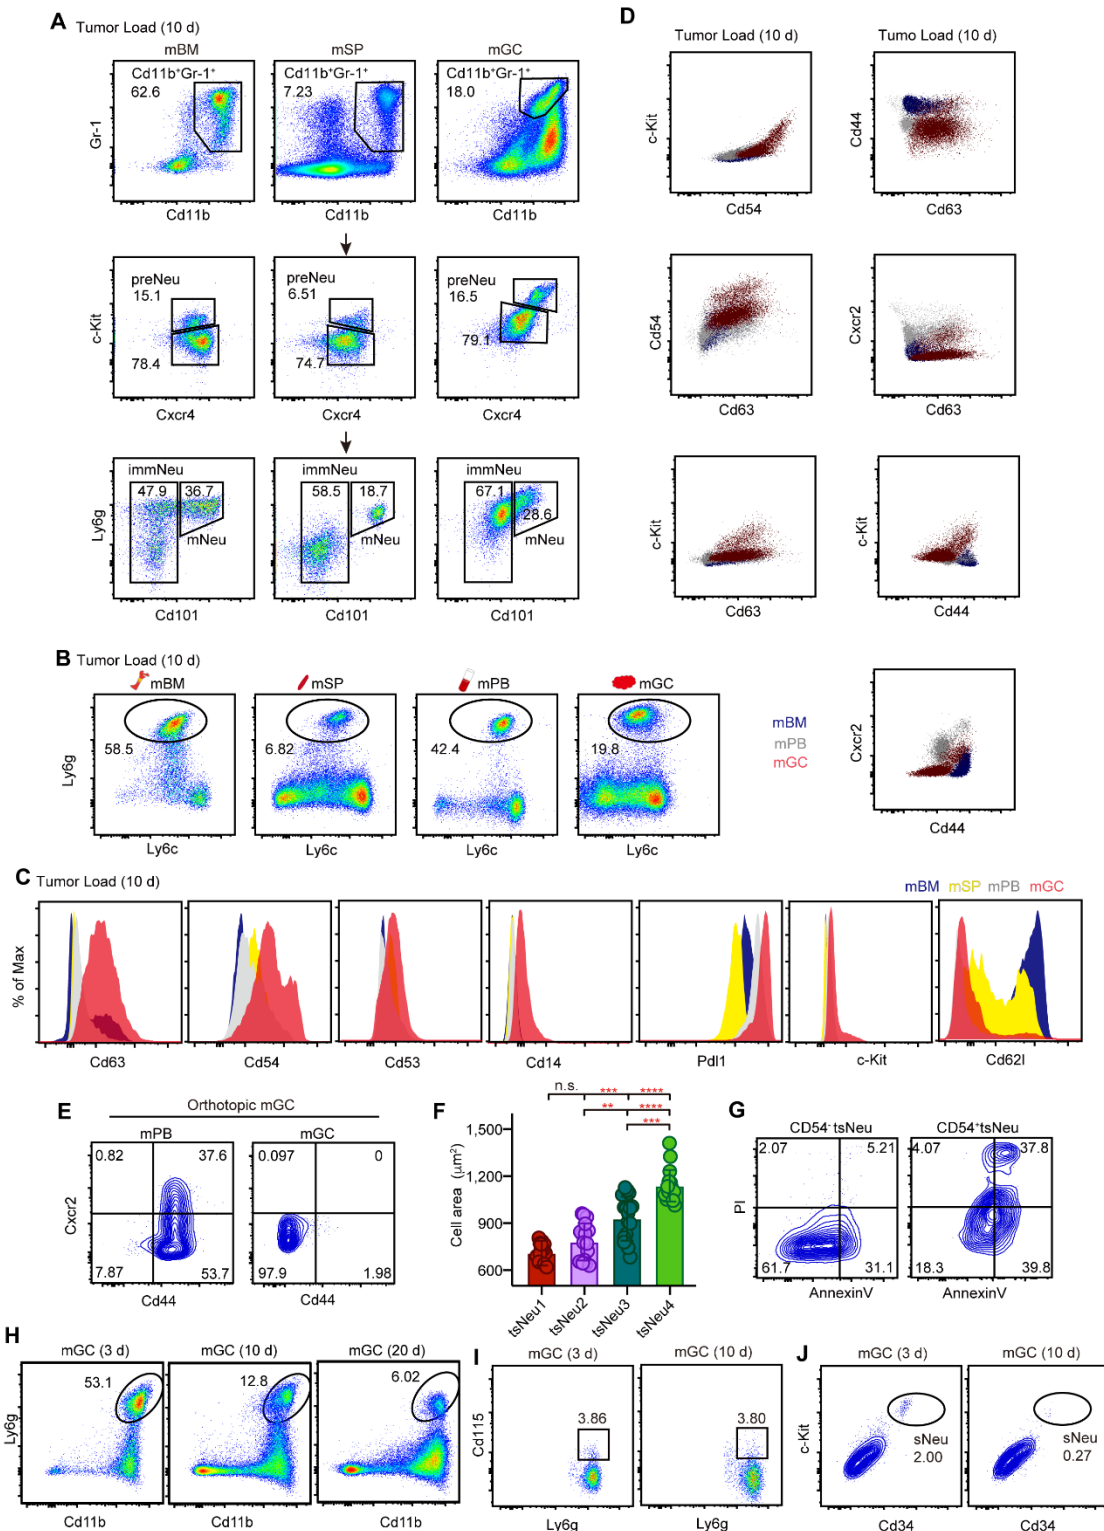 A Tumor Load (10 d)
mBM mSP mGC
Cd11b⁺Gr-1⁺ Cd11b⁺Gr-1⁺ Cd11b⁺Gr-1⁺
62.6 7.23 18.0
Gr-1
Cd11b Cd11b Cd11b
preNeu preNeu preNeu
15.1 6.51 16.5
c-Kit
78.4 74.7 79.1
Cxcr4 Cxcr4 Cxcr4
immNeu immNeu immNeu
47.9 36.7 58.5 18.7 67.1 28.6
Ly6g
mNeu mNeu mNeu
Cd101 Cd101 Cd101
B Tumor Load (10 d)
mBM mSP mPB mGC
58.5 6.82 42.4 19.8
Ly6g
Ly6c Ly6c Ly6c Ly6c
C Tumor Load (10 d)
mBM mSP mPB mGC
% of Max
Cd63 Cd54 Cd53 Cd14 Pdl1 c-Kit Cd62l
D
Tumor Load (10 d) Tumo Load (10 d)
c-Kit Cd44
Cd54 Cd63
Cd54 Cxcr2
Cd63 Cd63
c-Kit c-Kit
Cd63 Cd44
mBM
mPB
mGC
Cxcr2
Cd44
E Orthotopic mGC
mPB mGC
0.82 37.6 0.097 0
Cxcr2
7.87 53.7 97.9 1.98
Cd44 Cd44
F
n.s. *** ****
** ****
***
Cell area (μm²)
1,500
1,200
900
600
tsNeu1 tsNeu2 tsNeu3 tsNeu4
G
CD54⁻tsNeu CD54⁺tsNeu
2.07 5.21 4.07 37.8
PI
61.7 31.1 18.3 39.8
AnnexinV AnnexinV
H
mGC (3 d) mGC (10 d) mGC (20 d)
53.1 12.8 6.02
Ly6g
Cd11b Cd11b Cd11b
I mGC (3 d) mGC (10 d)
3.86 3.80
Cd115
Ly6g Ly6g
J mGC (3 d) mGC (10 d)
c-Kit
sNeu sNeu
2.00 0.27
Cd34 Cd34